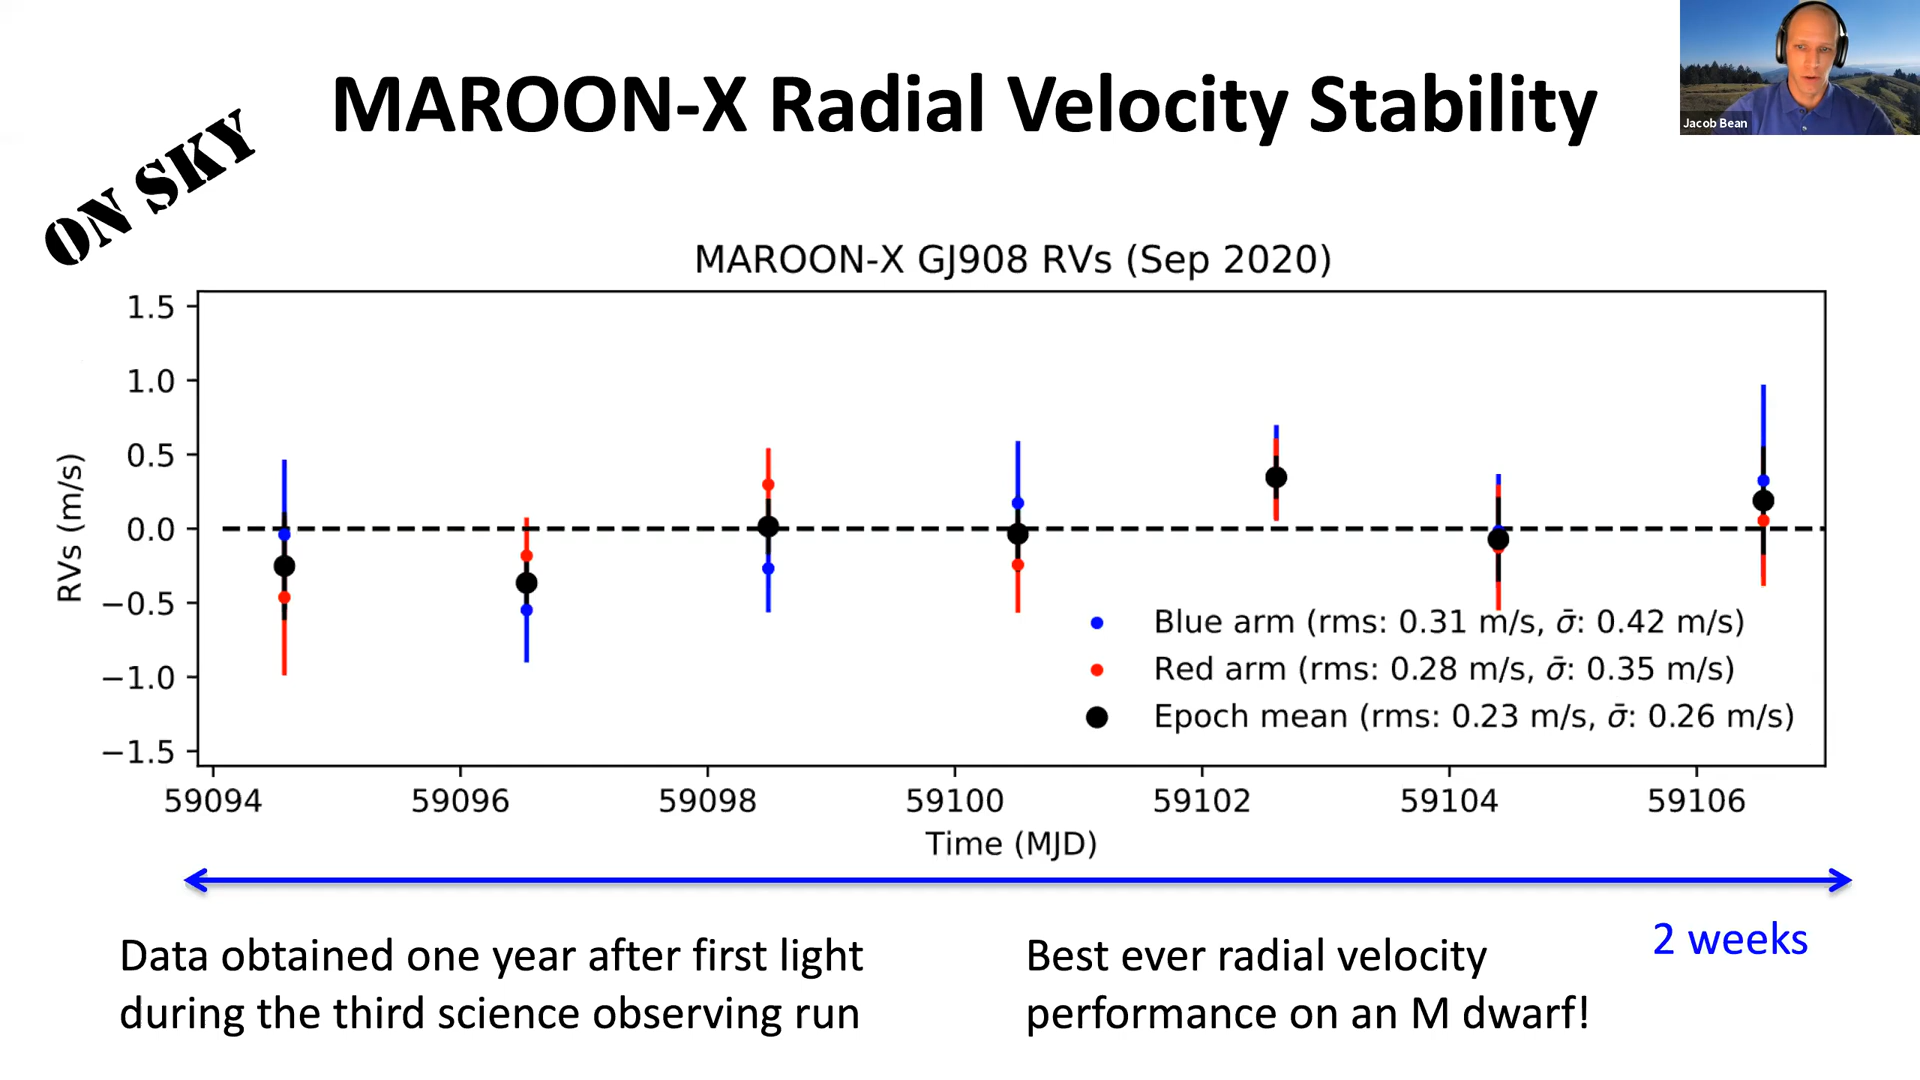 MAROON-X Radial Velocity Stability
Jacob Bean
ON SKY
MAROON-X GJ908 RVs (Sep 2020)
1.5
1.0
0.5
0.0
−0.5
−1.0
−1.5
RVs (m/s)
Blue arm (rms: 0.31 m/s, σ̄: 0.42 m/s)
Red arm (rms: 0.28 m/s, σ̄: 0.35 m/s)
Epoch mean (rms: 0.23 m/s, σ̄: 0.26 m/s)
59094 59096 59098 59100 59102 59104 59106
Time (MJD)
2 weeks
Data obtained one year after first light
during the third science observing run
Best ever radial velocity
performance on an M dwarf!